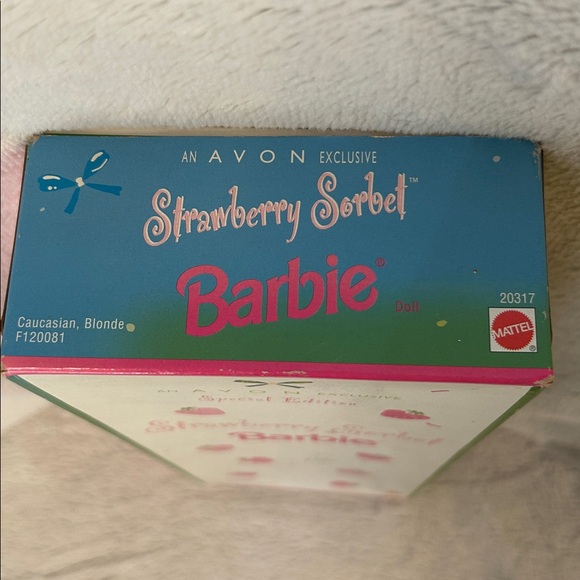 AN AVON EXCLUSIVE
Strawberry Sorbet™
Barbie® Doll
Caucasian, Blonde
F120081
20317
MATTEL
®
AN AVON EXCLUSIVE
Special Edition
Strawberry Sorbet
Barbie